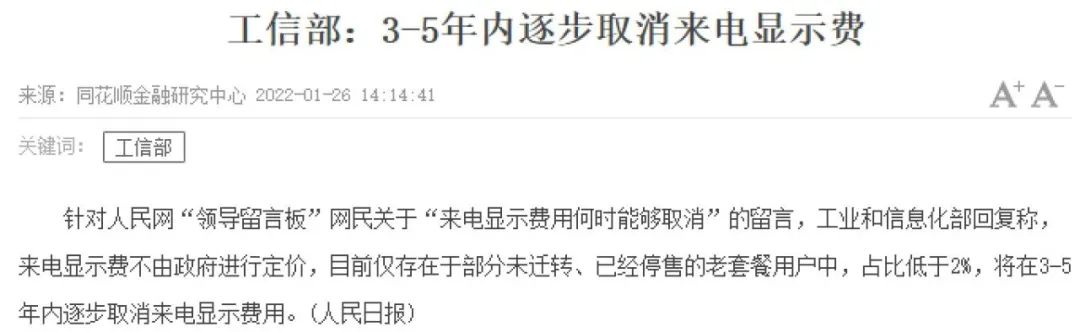 工信部：3-5年内逐步取消来电显示费
来源：同花顺金融研究中心 2022-01-26 14:14:41
A+ A-
关键词： 工信部
针对人民网“领导留言板”网民关于“来电显示费用何时能够取消”的留言，工业和信息化部回复称，
来电显示费不由政府进行定价，目前仅存在于部分未迁转、已经停售的老套餐用户中，占比低于2%，将在3-5
年内逐步取消来电显示费用。(人民日报)